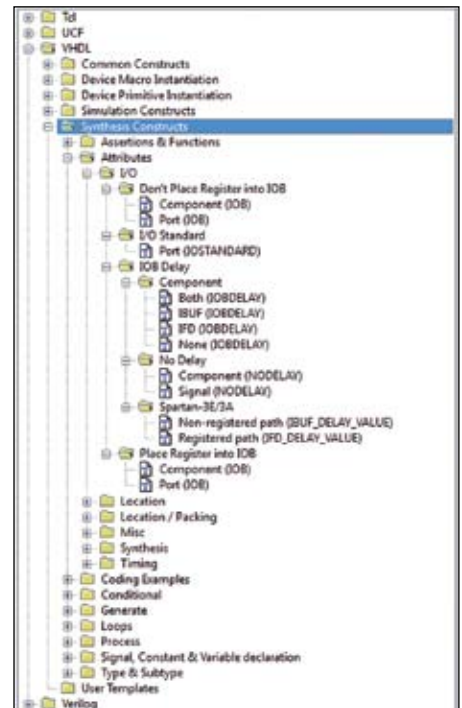 Tcl
UCF
VHDL
Common Constructs
Device Macro Instantiation
Device Primitive Instantiation
Simulation Constructs
Synthesis Constructs
Assertions & Functions
Attributes
I/O
Don't Place Register into IOB
Component (IOB)
Port (IOB)
I/O Standard
Port (IOSTANDARD)
IOB Delay
Component
Both (IOBDELAY)
IBUF (IOBDELAY)
IFD (IOBDELAY)
None (IOBDELAY)
No Delay
Component (NODELAY)
Signal (NODELAY)
Spartan-3E/3A
Non-registered path (IBUF_DELAY_VALUE)
Registered path (IFD_DELAY_VALUE)
Place Register into IOB
Component (IOB)
Port (IOB)
Location
Location / Packing
Misc
Synthesis
Timing
Coding Examples
Conditional
Generate
Loops
Process
Signal, Constant & Variable declaration
Type & Subtype
User Templates
Verilog